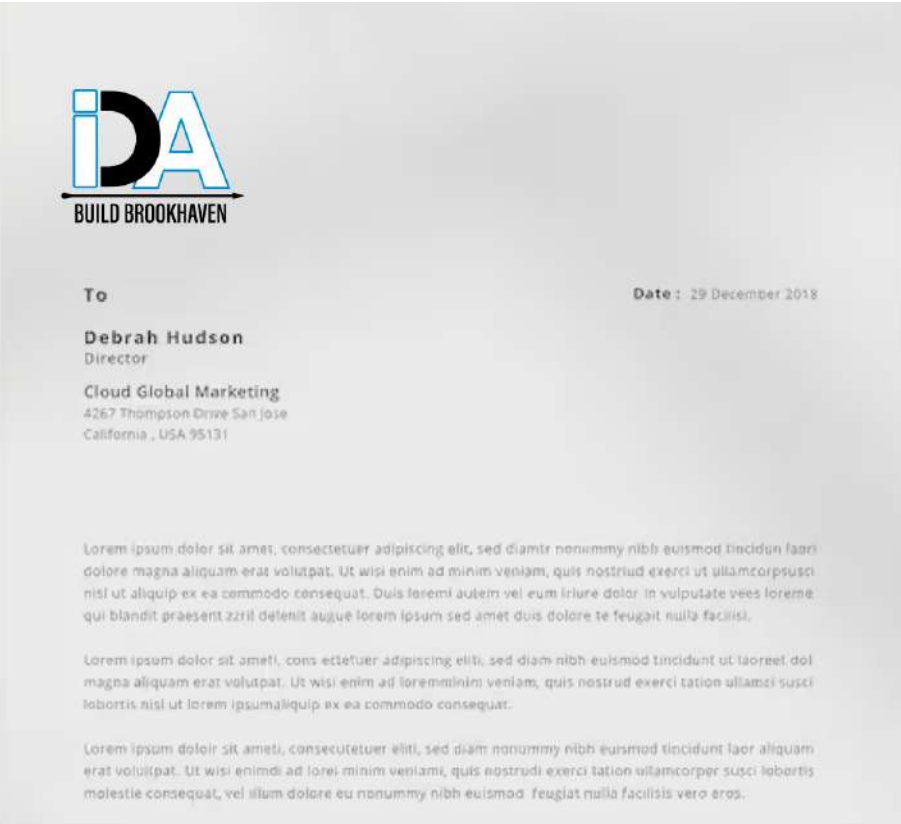 iDA
BUILD BROOKHAVEN
To
Date : 29 December 2018
Debrah Hudson
Director
Cloud Global Marketing
4267 Thompson Drive San Jose
California , USA 95131
Lorem ipsum dolor sit amet, consectetuer adipiscing elit, sed diamtr nonummy nibh euismod tincidun laari
dolore magna aliquam erat volutpat. Ut wisi enim ad minim veniam, quis nostriud exerci ut ullamcorpsusci
nisl ut aliquip ex ea commodo consequat. Duis loremi autem vel eum iriure dolor in vulputate vees loreme
qui blandit praesent zzril delenit augue lorem ipsum sed amet duis dolore te feugait nulla facilisi.
Lorem ipsum dolor sit ameti, cons ectetuer adipiscing eliti, sed diam nibh euismod tincidunt ut laoreet dol
magna aliquam erat volutpat. Ut wisi enim ad loremminim veniam, quis nostrud exerci tation ullamci susci
lobortis nisl ut lorem ipsumaliquip ex ea commodo consequat.
Lorem ipsum doloir sit ameti, consecutetuer eliti, sed diam nonummy nibh euismod tincidunt laor aliquam
erat voluitpat. Ut wisi enimdi ad lorei minim veniami, quis nostrudi exerci tation ullamcorper susci lobortis
molestie consequat, vel illum dolore eu nonummy nibh euismod feugiat nulla facilisis vero eros.